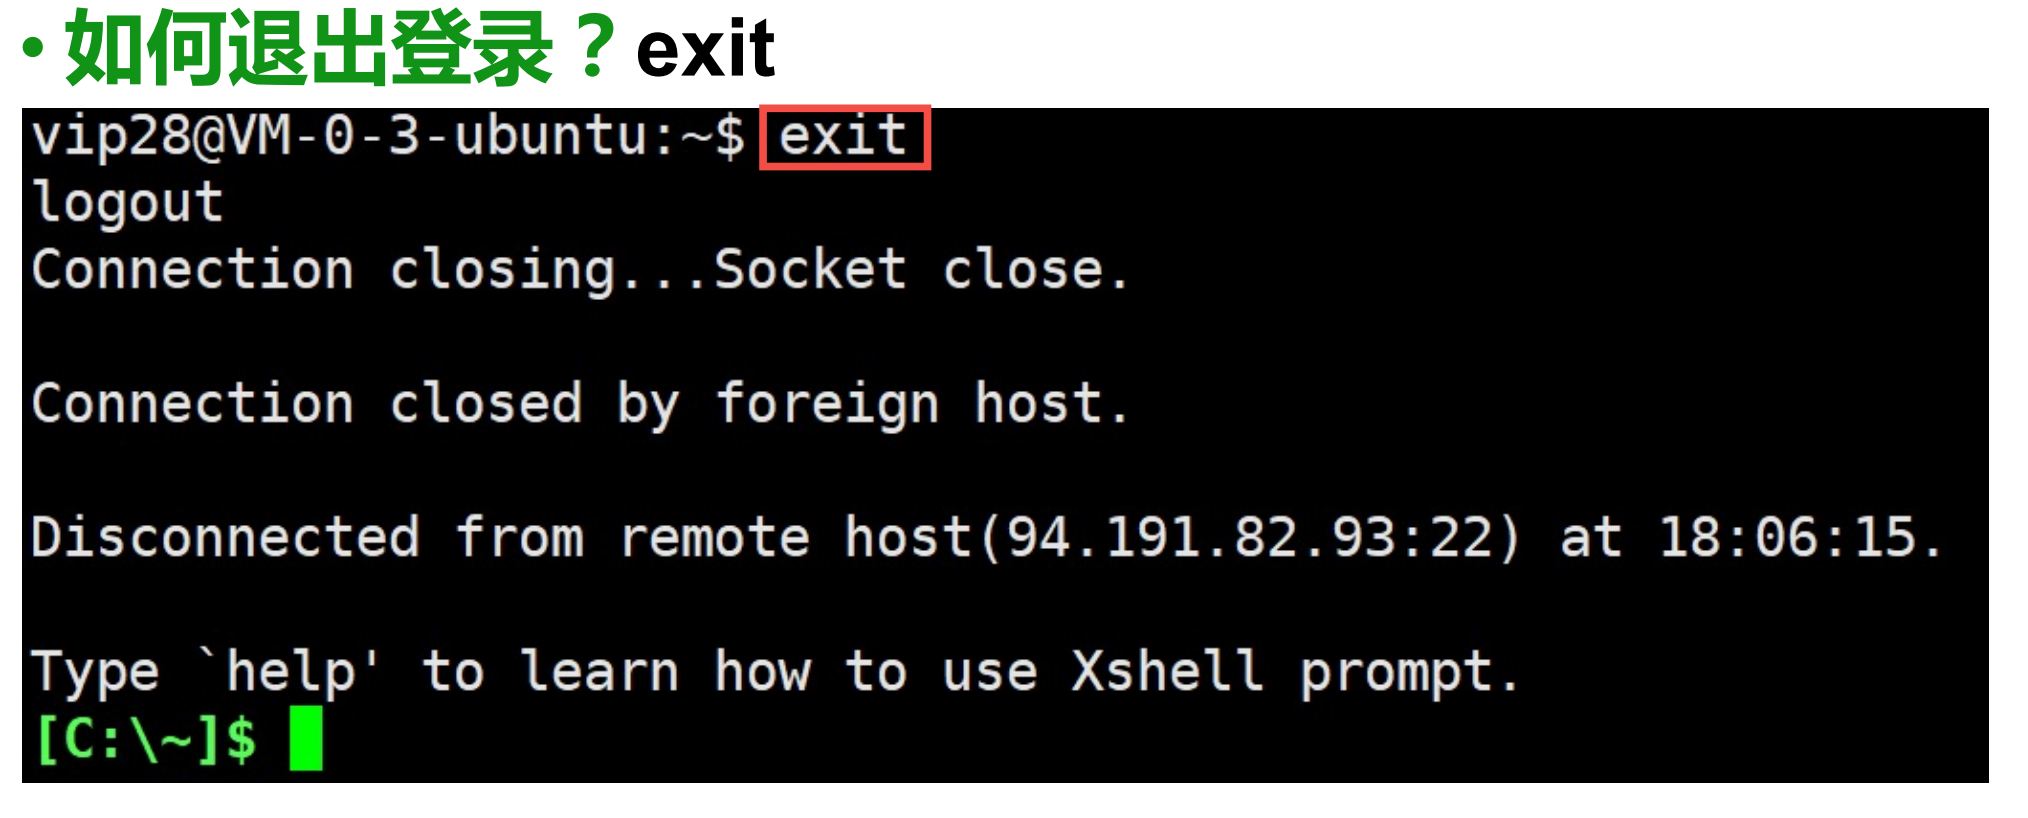 • 如何退出登录？exit
vip28@VM-0-3-ubuntu:~$ exit
logout
Connection closing...Socket close.
Connection closed by foreign host.
Disconnected from remote host(94.191.82.93:22) at 18:06:15.
Type `help' to learn how to use Xshell prompt.
[C:\~]$